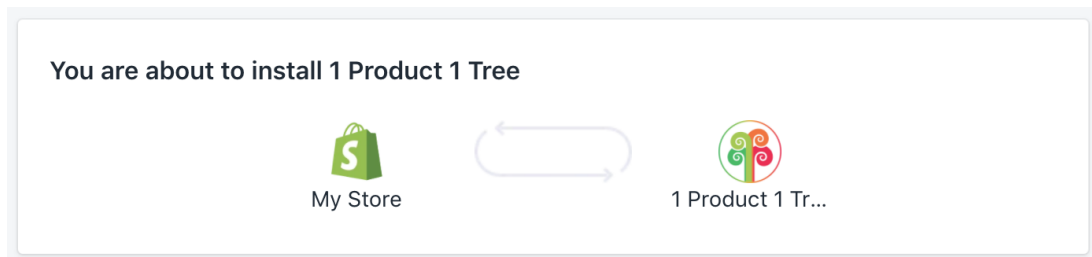 You are about to install 1 Product 1 Tree
S
My Store
1 Product 1 Tr...